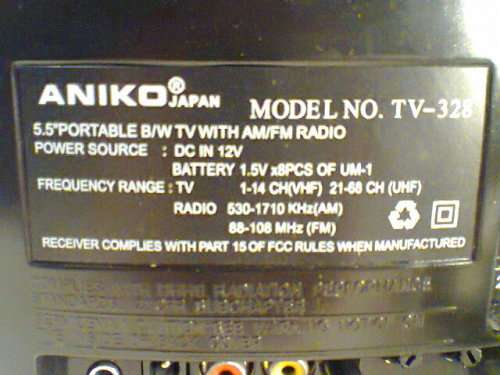 ANIKO® JAPAN MODEL NO. TV-328
5.5"PORTABLE B/W TV WITH AM/FM RADIO
POWER SOURCE : DC IN 12V
BATTERY 1.5V x8PCS OF UM-1
FREQUENCY RANGE : TV 1-14 CH(VHF) 21-68 CH (UHF)
RADIO 530-1710 KHz(AM)
88-108 MHz (FM)
RECEIVER COMPLIES WITH PART 15 OF FCC RULES WHEN MANUFACTURED
RADIATION PERFORMANCE